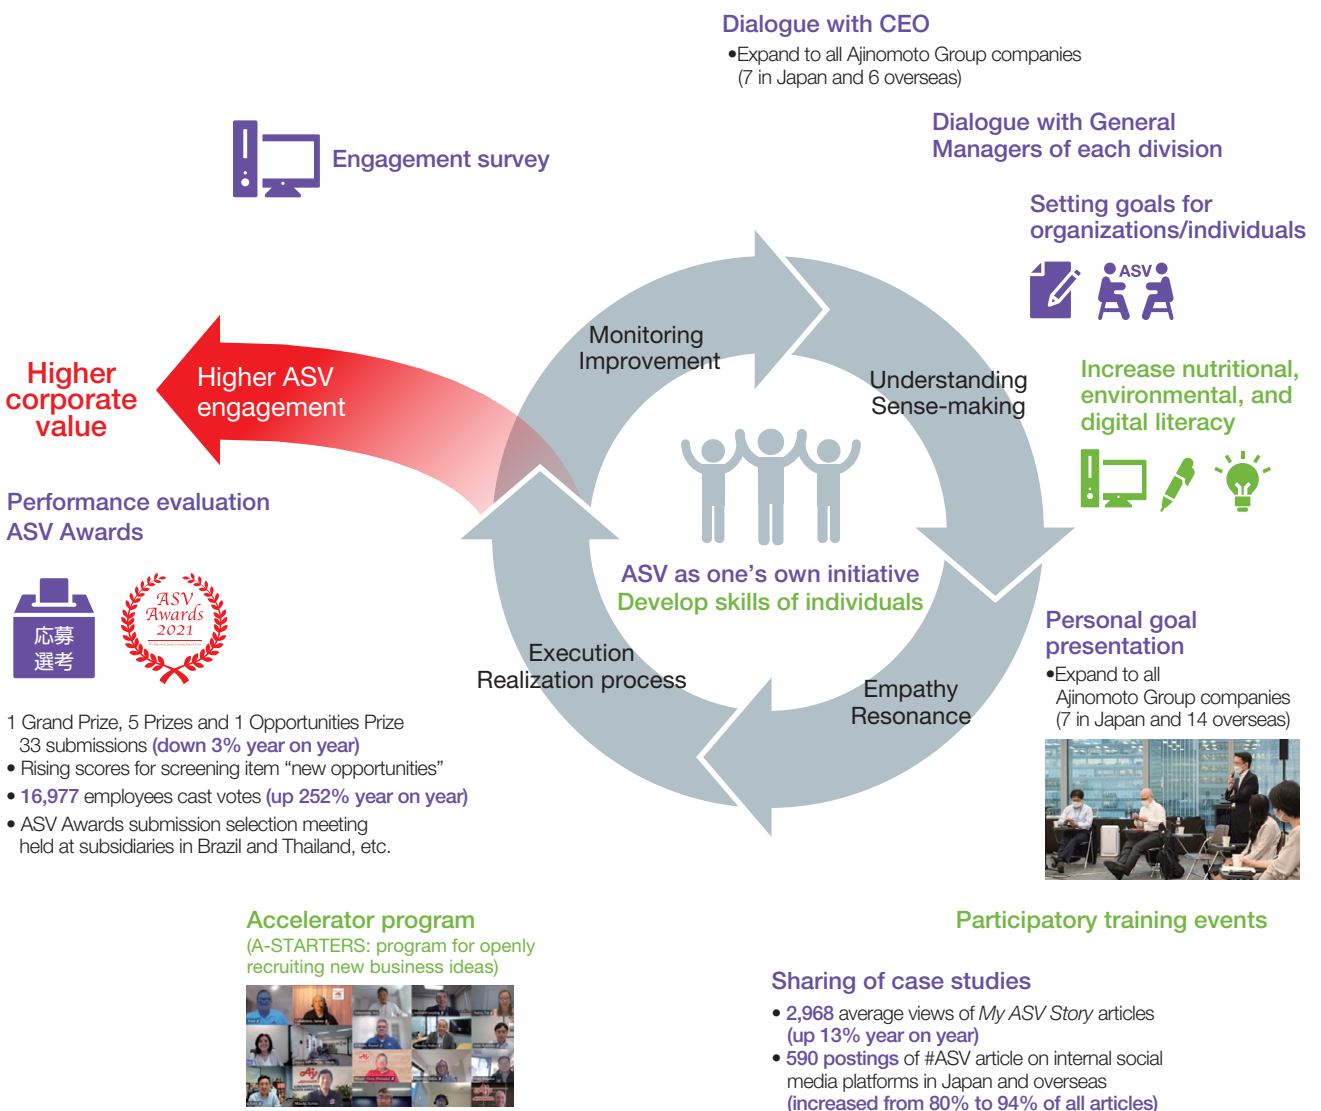 Dialogue with CEO
•Expand to all Ajinomoto Group companies
(7 in Japan and 6 overseas)
Dialogue with General
Managers of each division
Engagement survey
Setting goals for
organizations/individuals
ASV
Monitoring
Improvement
Understanding
Sense-making
Higher
corporate
value
Higher ASV
engagement
Increase nutritional,
environmental, and
digital literacy
Performance evaluation
ASV Awards
応募
選考
ASV
Awards
2021
ASV as one's own initiative
Develop skills of individuals
Execution
Realization process
Empathy
Resonance
Personal goal
presentation
•Expand to all
Ajinomoto Group companies
(7 in Japan and 14 overseas)
1 Grand Prize, 5 Prizes and 1 Opportunities Prize
33 submissions (down 3% year on year)
• Rising scores for screening item “new opportunities”
• 16,977 employees cast votes (up 252% year on year)
• ASV Awards submission selection meeting
held at subsidiaries in Brazil and Thailand, etc.
Accelerator program
(A-STARTERS: program for openly
recruiting new business ideas)
Participatory training events
Sharing of case studies
• 2,968 average views of My ASV Story articles
(up 13% year on year)
• 590 postings of #ASV article on internal social
media platforms in Japan and overseas
(increased from 80% to 94% of all articles)